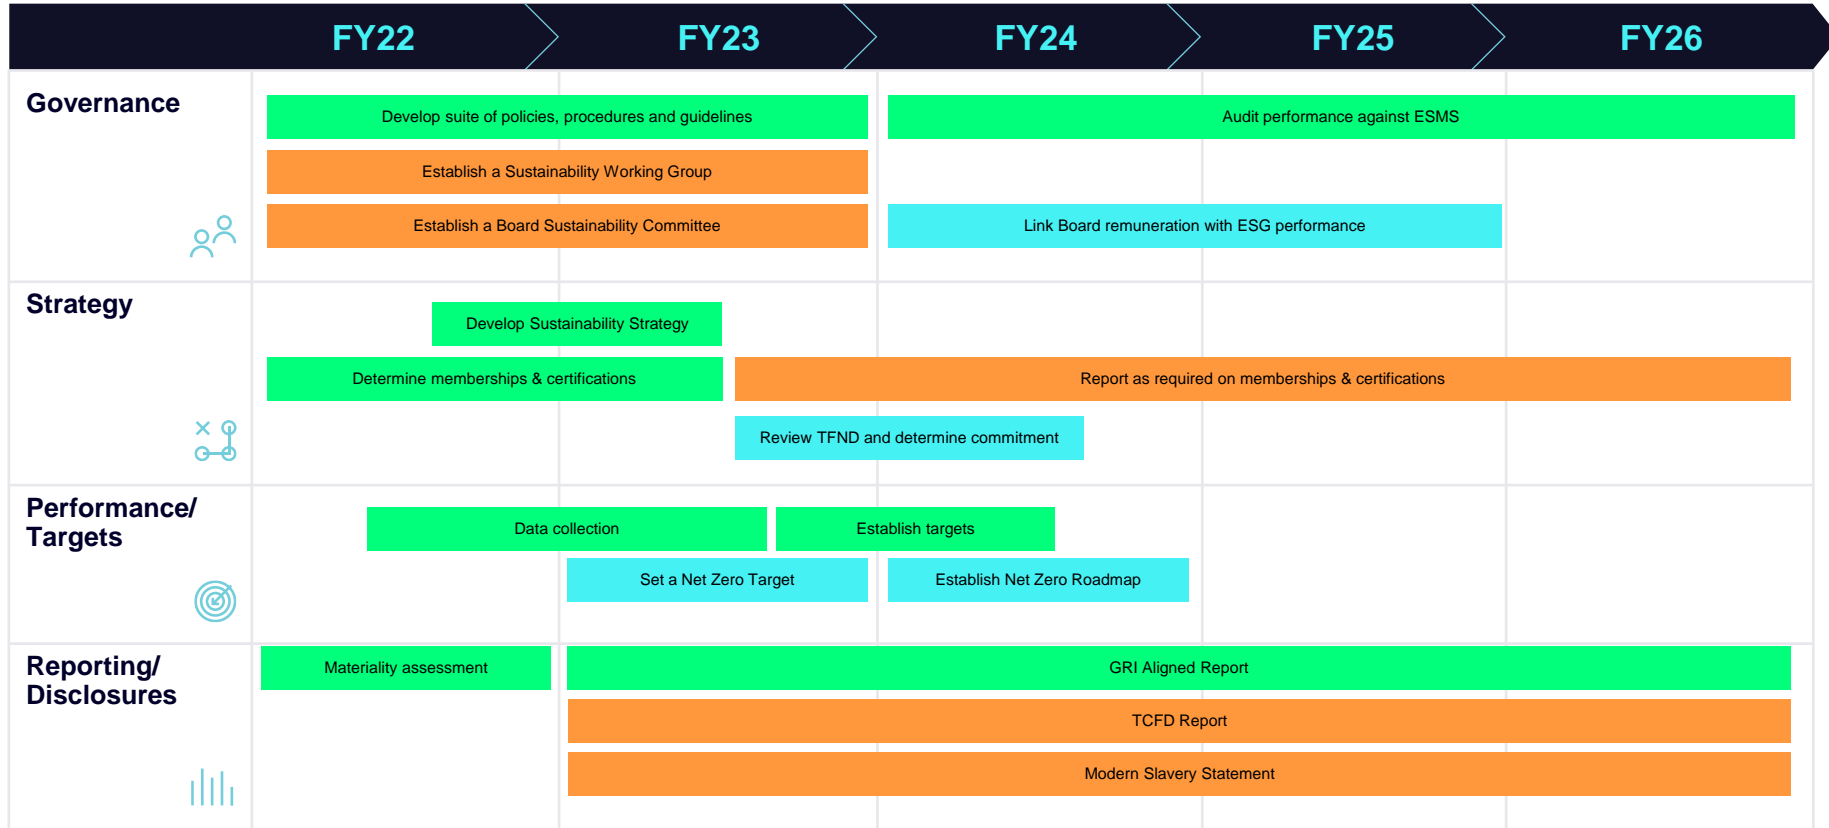 FY22
FY23
FY24
FY25
FY26
Governance
Develop suite of policies, procedures and guidelines
Audit performance against ESMS
Establish a Sustainability Working Group
Establish a Board Sustainability Committee
Link Board remuneration with ESG performance
Strategy
Develop Sustainability Strategy
Determine memberships & certifications
Report as required on memberships & certifications
Review TFND and determine commitment
Performance/
Targets
Data collection
Establish targets
Set a Net Zero Target
Establish Net Zero Roadmap
Reporting/
Disclosures
Materiality assessment
GRI Aligned Report
TCFD Report
Modern Slavery Statement